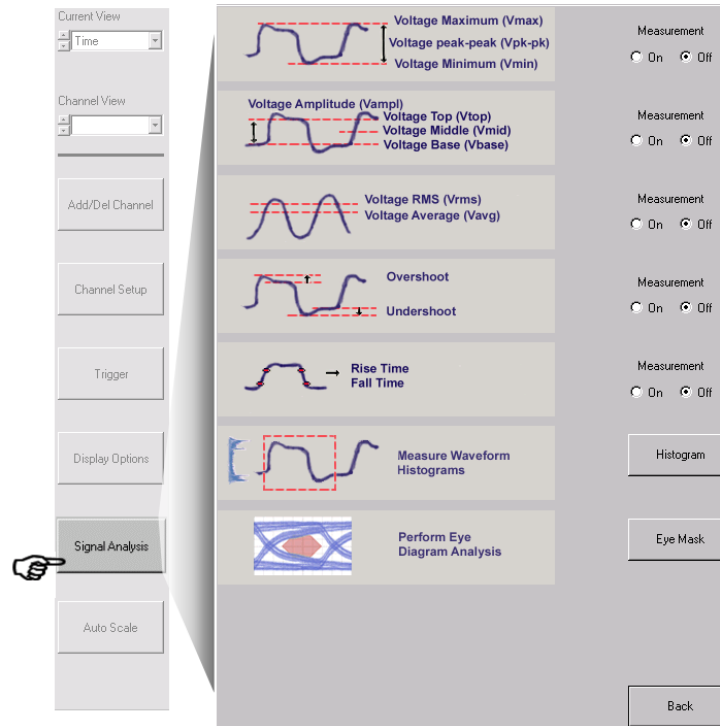 Current View
Time
Channel View
Add/Del Channel
Channel Setup
Trigger
Display Options
Signal Analysis
Auto Scale
Voltage Maximum (Vmax)
Voltage peak-peak (Vpk-pk)
Voltage Minimum (Vmin)
Measurement
On Off
Voltage Amplitude (Vampl)
Voltage Top (Vtop)
Voltage Middle (Vmid)
Voltage Base (Vbase)
Measurement
On Off
Voltage RMS (Vrms)
Voltage Average (Vavg)
Measurement
On Off
Overshoot
Undershoot
Measurement
On Off
Rise Time
Fall Time
Measurement
On Off
Measure Waveform
Histograms
Histogram
Perform Eye
Diagram Analysis
Eye Mask
Back